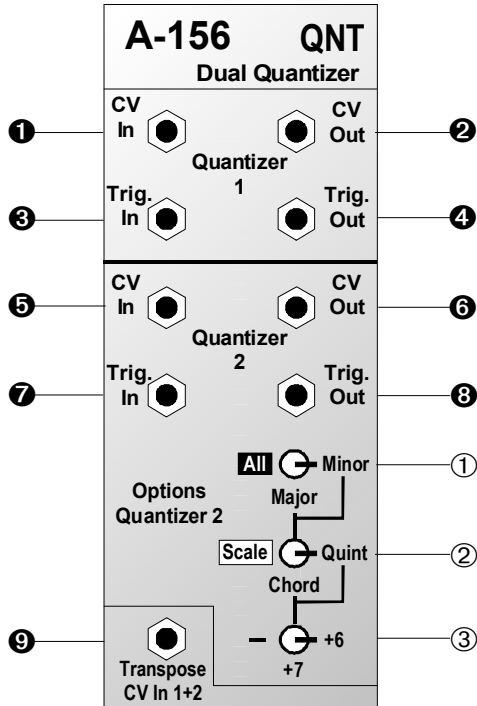 A-156 QNT
Dual Quantizer
CV In CV Out
❶ ❷
Quantizer 1
Trig. In Trig. Out
❸ ❹
CV In CV Out
❺ ❻
Quantizer 2
Trig. In Trig. Out
❼ ❽
All Minor ①
Major
Options
Quantizer 2
Scale Quint ②
Chord
❾ – +6 ③
+7
Transpose
CV In 1+2